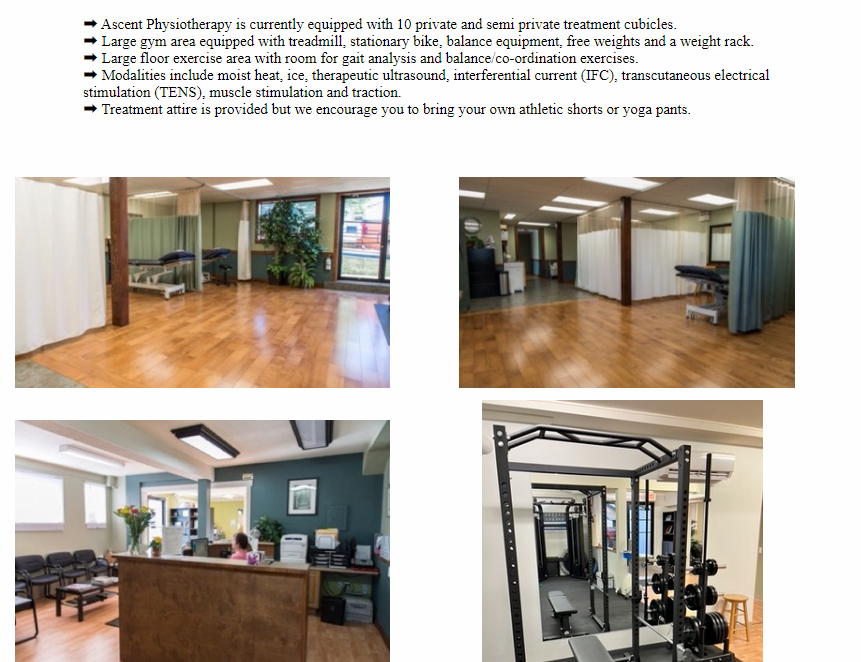 ➡ Ascent Physiotherapy is currently equipped with 10 private and semi private treatment cubicles.
➡ Large gym area equipped with treadmill, stationary bike, balance equipment, free weights and a weight rack.
➡ Large floor exercise area with room for gait analysis and balance/co-ordination exercises.
➡ Modalities include moist heat, ice, therapeutic ultrasound, interferential current (IFC), transcutaneous electrical
stimulation (TENS), muscle stimulation and traction.
➡ Treatment attire is provided but we encourage you to bring your own athletic shorts or yoga pants.